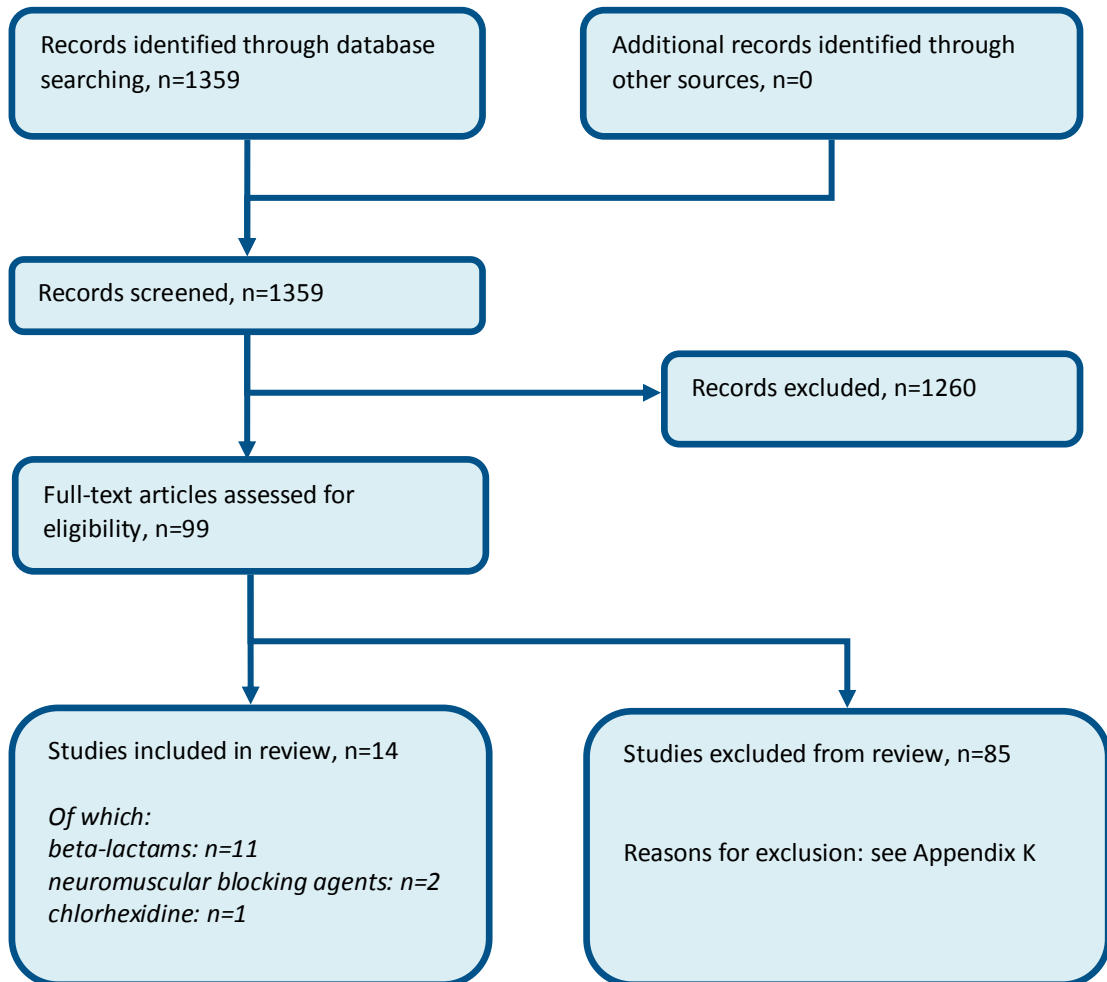 Records identified through database
searching, n=1359
Additional records identified through
other sources, n=0
Records screened, n=1359
Records excluded, n=1260
Full-text articles assessed for
eligibility, n=99
Studies included in review, n=14
Of which:
beta-lactams: n=11
neuromuscular blocking agents: n=2
chlorhexidine: n=1
Studies excluded from review, n=85
Reasons for exclusion: see Appendix K